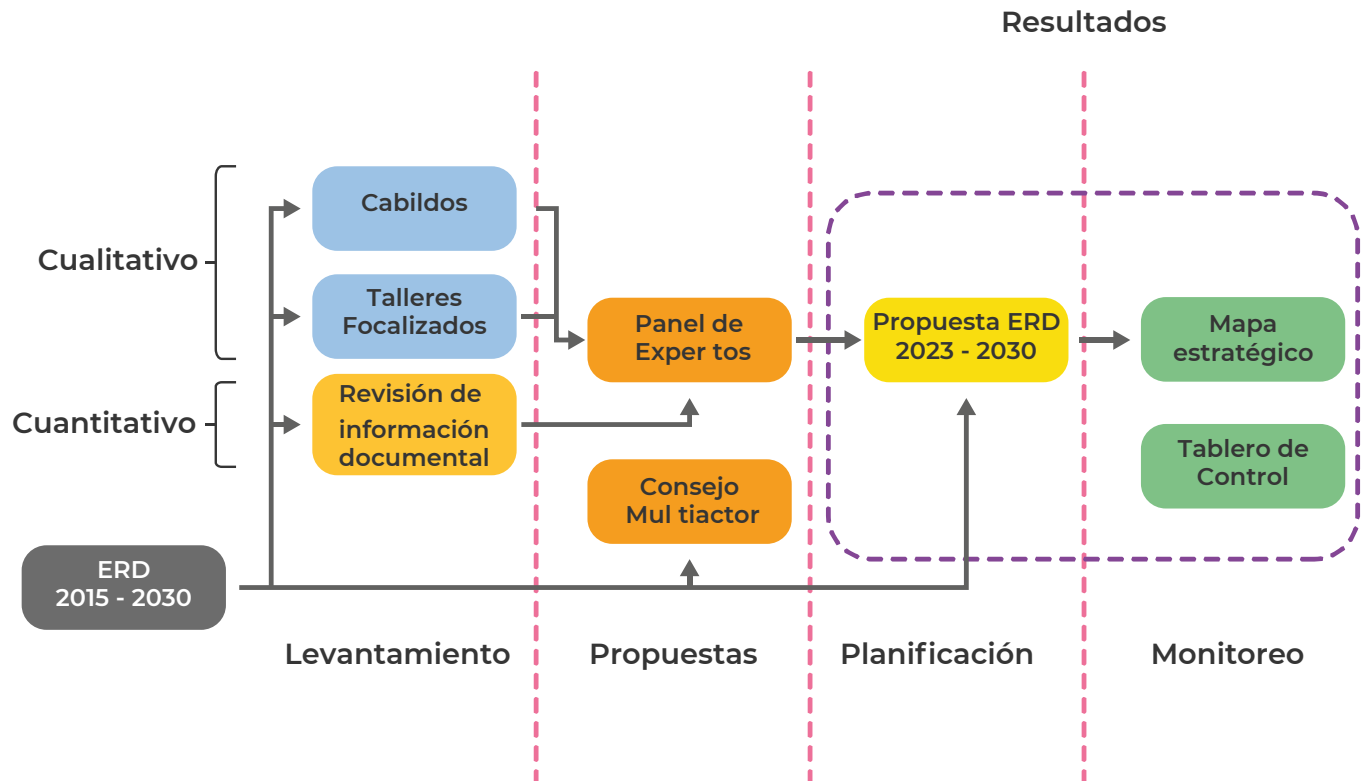 Resultados
Cualitativo
Cabildos
Talleres
Focalizados
Cuantitativo
Revisión de
información
documental
Panel de
Exper tos
Consejo
Mul tiactor
Propuesta ERD
2023 - 2030
Mapa
estratégico
Tablero de
Control
ERD
2015 - 2030
Levantamiento
Propuestas
Planificación
Monitoreo